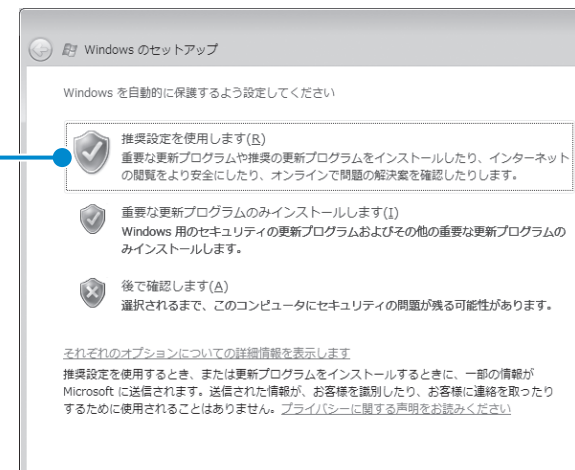 Windows のセットアップ
Windows を自動的に保護するよう設定してください
推奨設定を使用します(R)
重要な更新プログラムや推奨の更新プログラムをインストールしたり、インターネット
の閲覧をより安全にしたり、オンラインで問題の解決案を確認したりします。
重要な更新プログラムのみインストールします(I)
Windows 用のセキュリティの更新プログラムおよびその他の重要な更新プログラムの
みインストールします。
後で確認します(A)
選択されるまで、このコンピュータにセキュリティの問題が残る可能性があります。
それぞれのオプションについての詳細情報を表示します
推奨設定を使用するとき、または更新プログラムをインストールするときに、一部の情報が
Microsoft に送信されます。送信された情報が、お客様を識別したり、お客様に連絡を取ったり
するために使用されることはありません。プライバシーに関する声明をお読みください